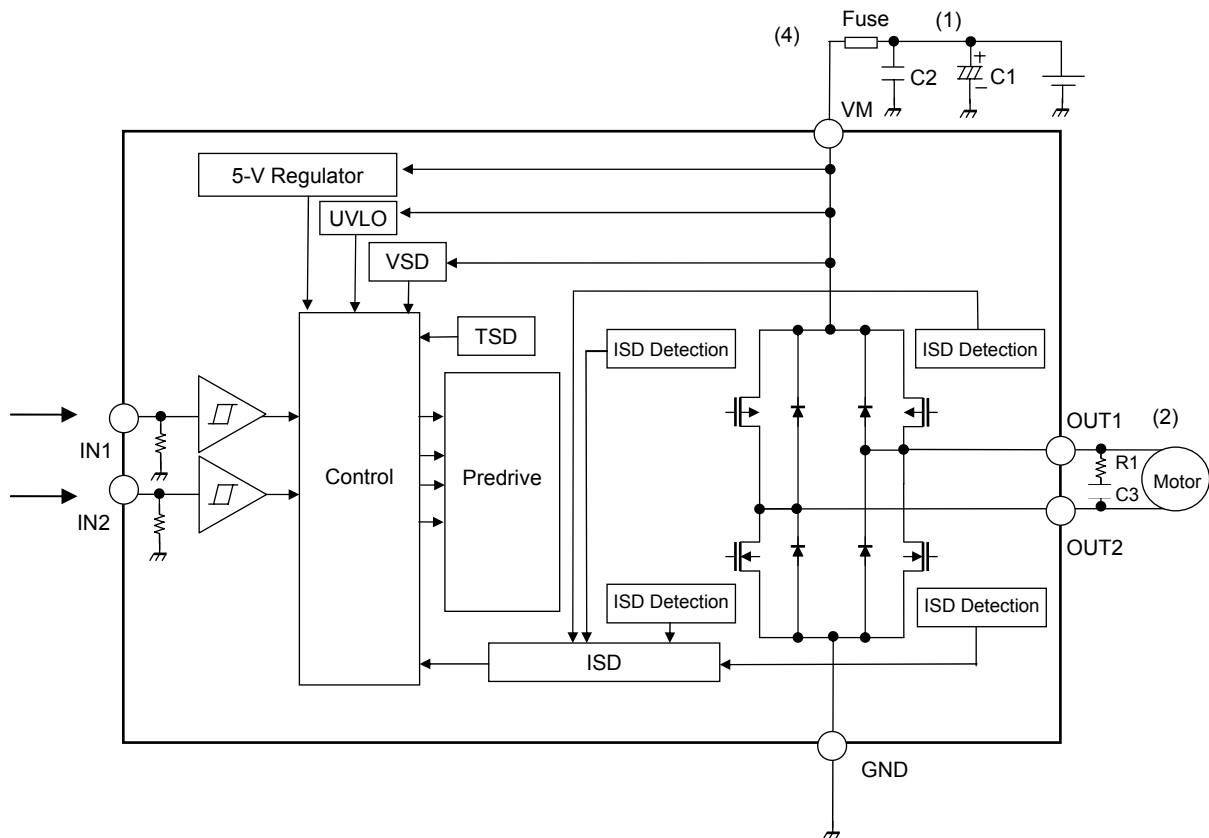 Fuse
(1)
(4)
+
C2
C1
−
VM
5-V Regulator
UVLO
VSD
TSD
ISD Detection
ISD Detection
OUT1
(2)
IN1
Control
Predrive
R1
Motor
C3
IN2
OUT2
ISD Detection
ISD Detection
ISD
GND